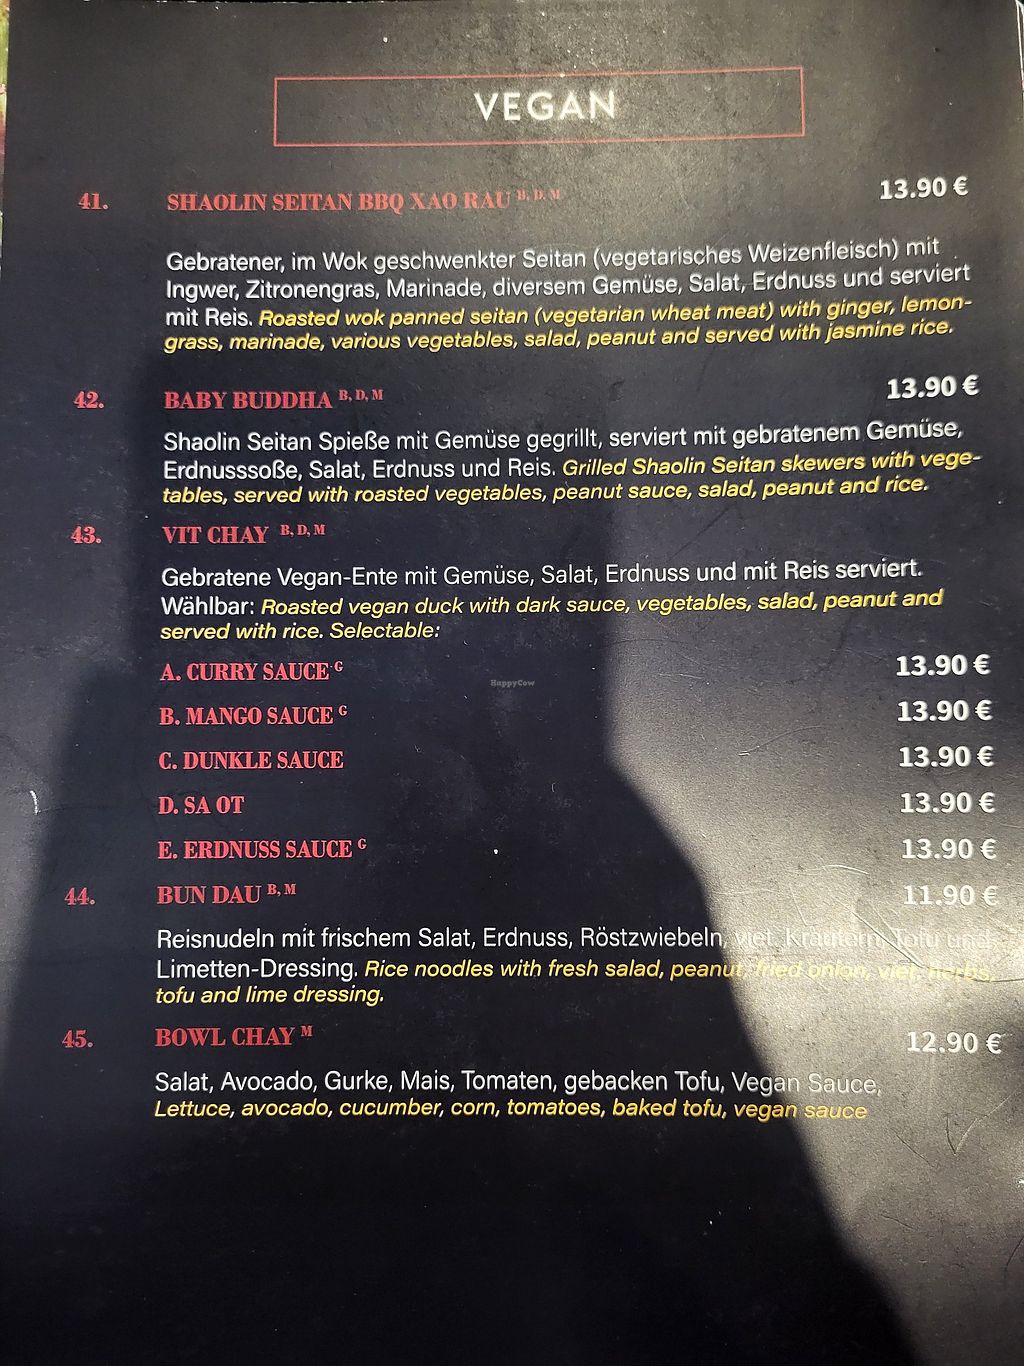 VEGAN
41. SHAOLIN SEITAN BBQ XAO RAU B, D, M 13.90 €
Gebratener, im Wok geschwenkter Seitan (vegetarisches Weizenfleisch) mit
Ingwer, Zitronengras, Marinade, diversem Gemüse, Salat, Erdnuss und serviert
mit Reis. Roasted wok panned seitan (vegetarian wheat meat) with ginger, lemon-
grass, marinade, various vegetables, salad, peanut and served with jasmine rice.
42. BABY BUDDHA B, D, M 13.90 €
Shaolin Seitan Spieße mit Gemüse gegrillt, serviert mit gebratenem Gemüse,
Erdnusssoße, Salat, Erdnuss und Reis. Grilled Shaolin Seitan skewers with vege-
tables, served with roasted vegetables, peanut sauce, salad, peanut and rice.
43. VIT CHAY B, D, M
Gebratene Vegan-Ente mit Gemüse, Salat, Erdnuss und mit Reis serviert.
Wählbar: Roasted vegan duck with dark sauce, vegetables, salad, peanut and
served with rice. Selectable:
A. CURRY SAUCE G 13.90 €
HappyCow
B. MANGO SAUCE G 13.90 €
C. DUNKLE SAUCE 13.90 €
D. SA OT 13.90 €
E. ERDNUSS SAUCE G 13.90 €
44. BUN DAU B, M 11.90 €
Reisnudeln mit frischem Salat, Erdnuss, Röstzwiebeln, viet. Kräutern, Tofu und
Limetten-Dressing. Rice noodles with fresh salad, peanut, fried onion, viet. herbs,
tofu and lime dressing.
45. BOWL CHAY M 12.90 €
Salat, Avocado, Gurke, Mais, Tomaten, gebacken Tofu, Vegan Sauce,
Lettuce, avocado, cucumber, corn, tomatoes, baked tofu, vegan sauce